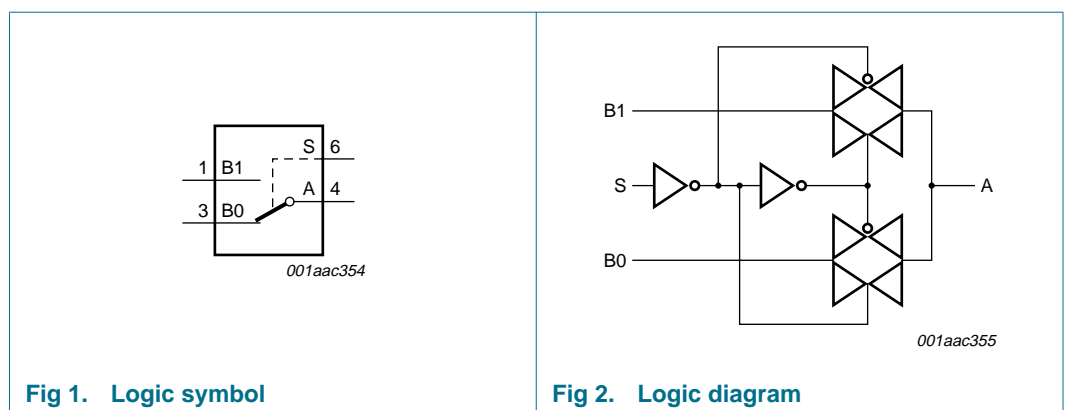 S 6
1 B1
A 4
3 B0
001aac354
Fig 1. Logic symbol
B1
S
A
B0
001aac355
Fig 2. Logic diagram